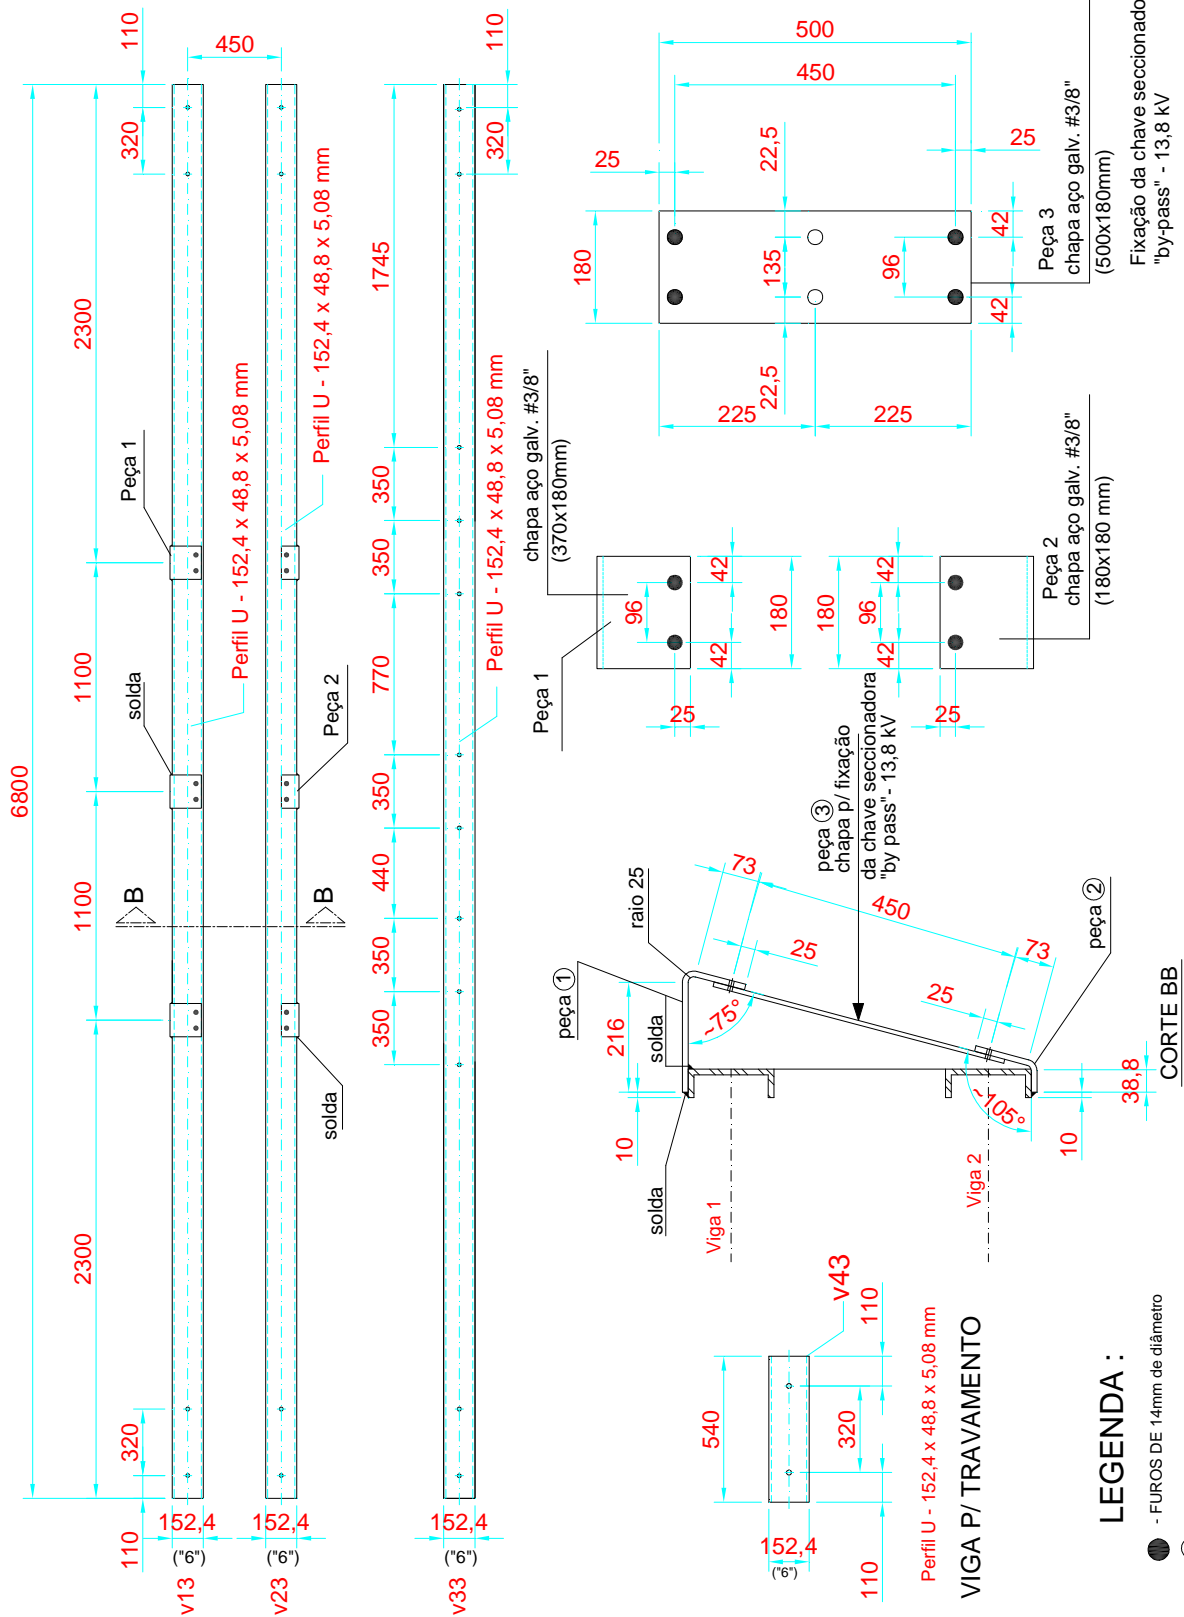 6800
2300
1100
1100
2300
110
320
450
320
110
Peça 1
solda
Peça 2
solda
B
B
Perfil U - 152,4 x 48,8 x 5,08 mm
Perfil U - 152,4 x 48,8 x 5,08 mm
152,4
("6")
v13
152,4
("6")
v23
110
320
1745
350
350
770
350
440
350
350
Perfil U - 152,4 x 48,8 x 5,08 mm
152,4
("6")
v33
500
450
25
22,5
25
180
135
96
42
42
22,5
225
225
Peça 3
chapa aço galv. #3/8"
(500x180mm)
Fixação da chave seccionado
"by-pass" - 13,8 kV
chapa aço galv. #3/8"
(370x180mm)
Peça 1
96
42
42
180
25
180
96
42
42
25
Peça 2
chapa aço galv. #3/8"
(180x180 mm)
peça 3
chapa p/ fixação
da chave seccionadora
"by pass" - 13,8 kV
raio 25
peça 1
solda
solda
216
10
73
450
73
25
25
~75°
~105°
38,8
10
peça 2
Viga 1
Viga 2
CORTE BB
540
320
110
110
152,4
("6")
v43
Perfil U - 152,4 x 48,8 x 5,08 mm
VIGA P/ TRAVAMENTO
LEGENDA :
- FUROS DE 14mm de diâmetro